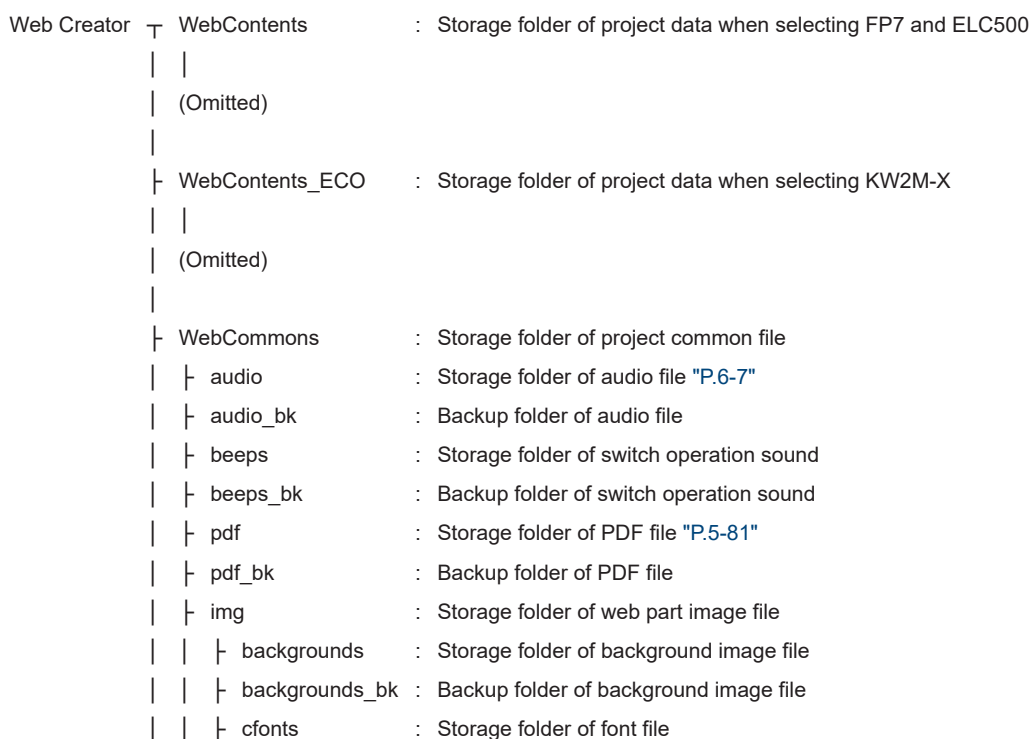 Web Creator ┬ WebContents : Storage folder of project data when selecting FP7 and ELC500
│ │
│ (Omitted)
│
├ WebContents_ECO : Storage folder of project data when selecting KW2M-X
│ │
│ (Omitted)
│
├ WebCommons : Storage folder of project common file
│ ├ audio : Storage folder of audio file "P.6-7"
│ ├ audio_bk : Backup folder of audio file
│ ├ beeps : Storage folder of switch operation sound
│ ├ beeps_bk : Backup folder of switch operation sound
│ ├ pdf : Storage folder of PDF file "P.5-81"
│ ├ pdf_bk : Backup folder of PDF file
│ ├ img : Storage folder of web part image file
│ │ ├ backgrounds : Storage folder of background image file
│ │ ├ backgrounds_bk : Backup folder of background image file
│ │ ├ cfonts : Storage folder of font file